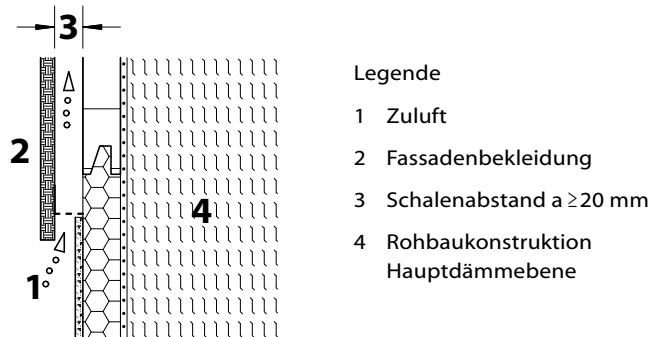 3
2
4
1
Legende
1 Zuluft
2 Fassadenbekleidung
3 Schalenabstand a ≥20 mm
4 Rohbaukonstruktion
Hauptdämmebene